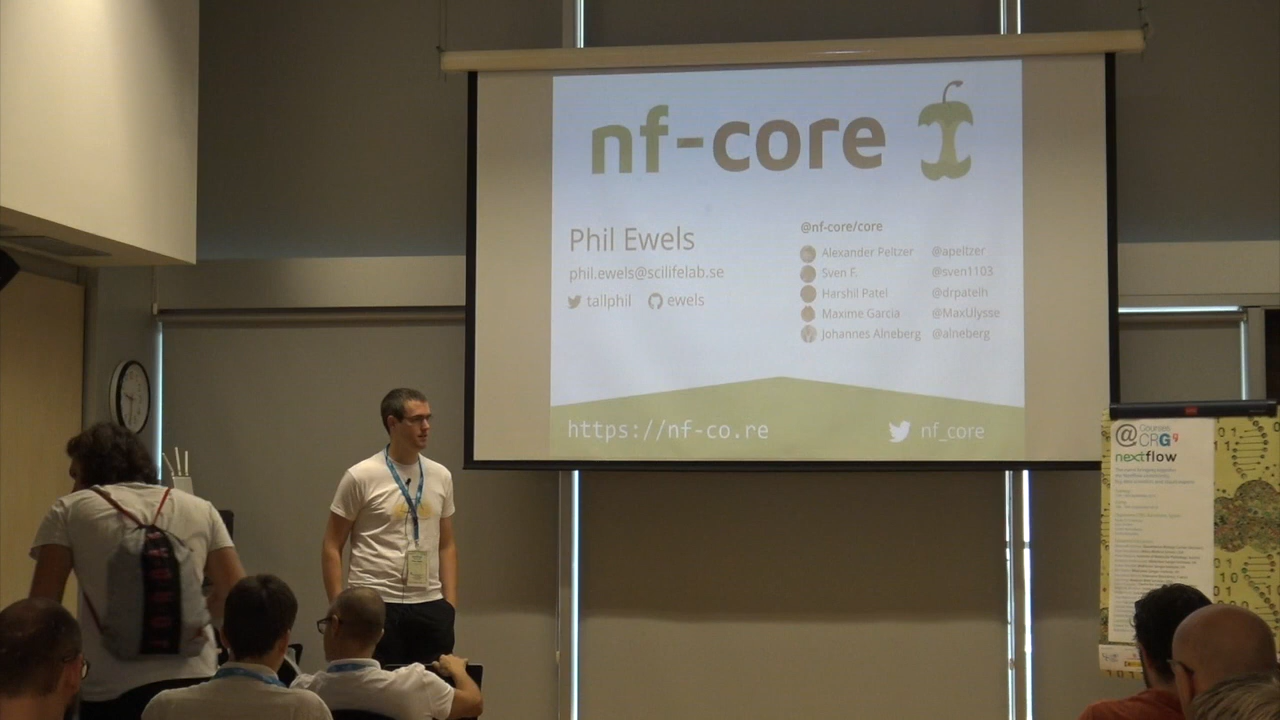 nf-core
Phil Ewels
phil.ewels@scilifelab.se
tallphil ewels
@nf-core/core
Alexander Peltzer @apeltzer
Sven F. @sven1103
Harshil Patel @drpatelh
Maxime Garcia @MaxUlysse
Johannes Alneberg @alneberg
https://nf-co.re
nf_core
@ Courses
CRG
nextflow